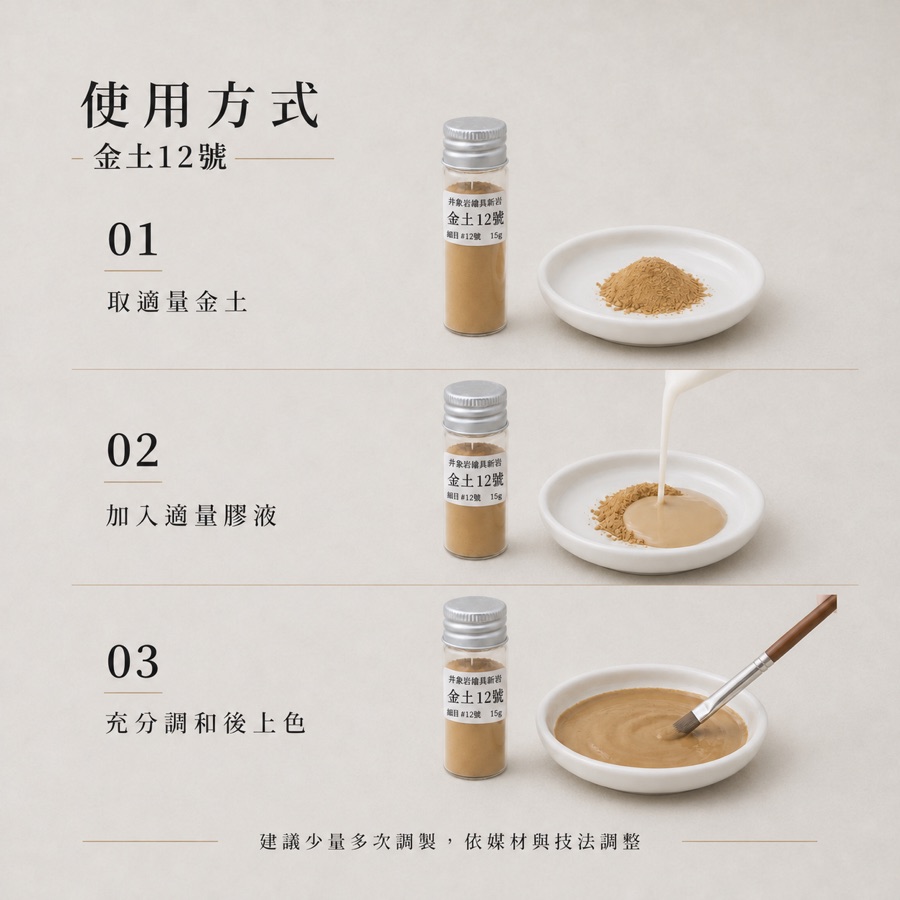 使用方式
金土12號
01
取適量金土
井象岩繪具新岩
金土12號
細目 #12號 15g
02
加入適量膠液
井象岩繪具新岩
金土12號
細目 #12號 15g
03
充分調和後上色
井象岩繪具新岩
金土12號
細目 #12號 15g
建議少量多次調製，依媒材與技法調整